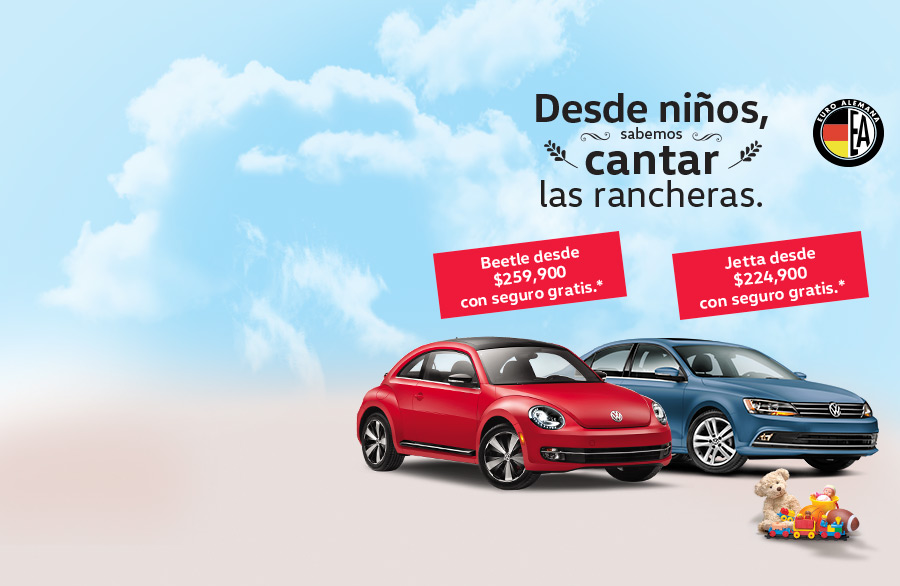 Desde niños,
sabemos
cantar
las rancheras.
EURO ALEMANA
EA
Beetle desde
$259,900
con seguro gratis.*
Jetta desde
$224,900
con seguro gratis.*